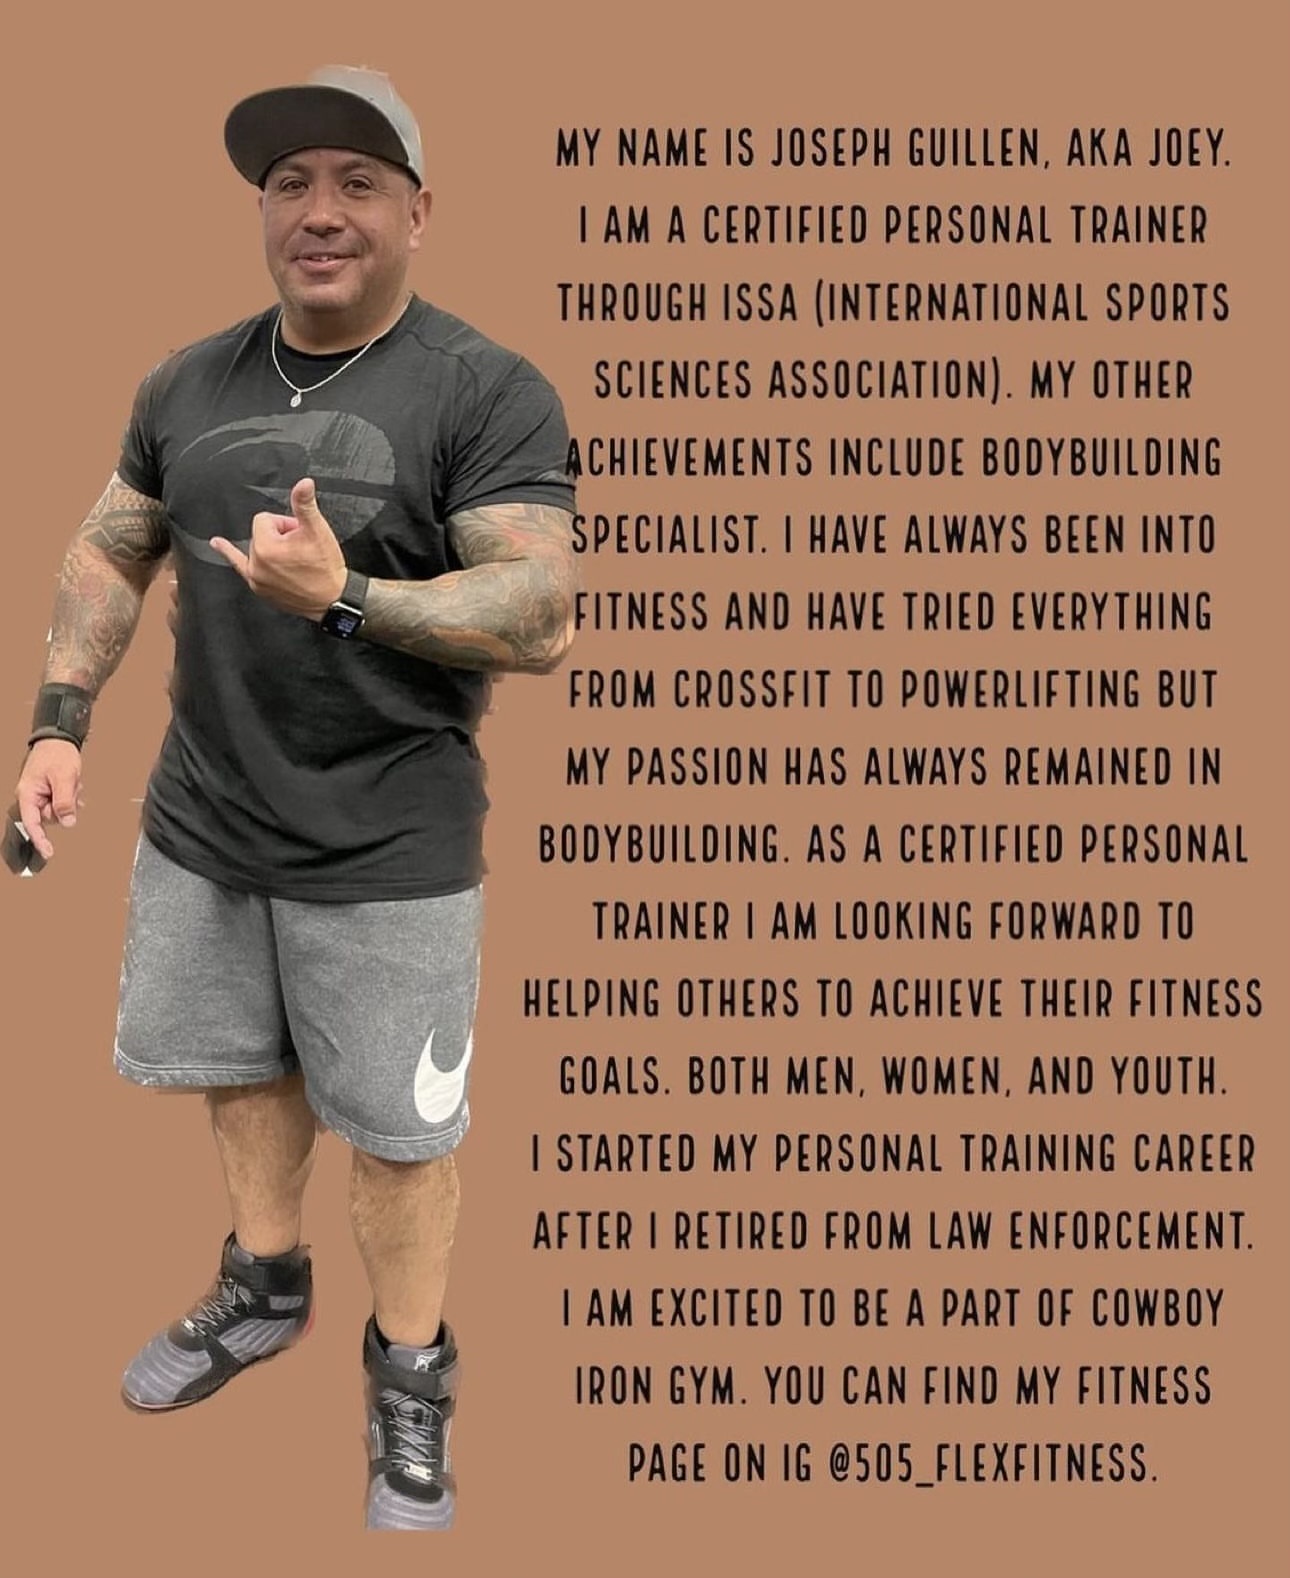 MY NAME IS JOSEPH GUILLEN, AKA JOEY.
I AM A CERTIFIED PERSONAL TRAINER
THROUGH ISSA (INTERNATIONAL SPORTS
SCIENCES ASSOCIATION). MY OTHER
ACHIEVEMENTS INCLUDE BODYBUILDING
SPECIALIST. I HAVE ALWAYS BEEN INTO
FITNESS AND HAVE TRIED EVERYTHING
FROM CROSSFIT TO POWERLIFTING BUT
MY PASSION HAS ALWAYS REMAINED IN
BODYBUILDING. AS A CERTIFIED PERSONAL
TRAINER I AM LOOKING FORWARD TO
HELPING OTHERS TO ACHIEVE THEIR FITNESS
GOALS. BOTH MEN, WOMEN, AND YOUTH.
I STARTED MY PERSONAL TRAINING CAREER
AFTER I RETIRED FROM LAW ENFORCEMENT.
I AM EXCITED TO BE A PART OF COWBOY
IRON GYM. YOU CAN FIND MY FITNESS
PAGE ON IG @505_FLEXFITNESS.